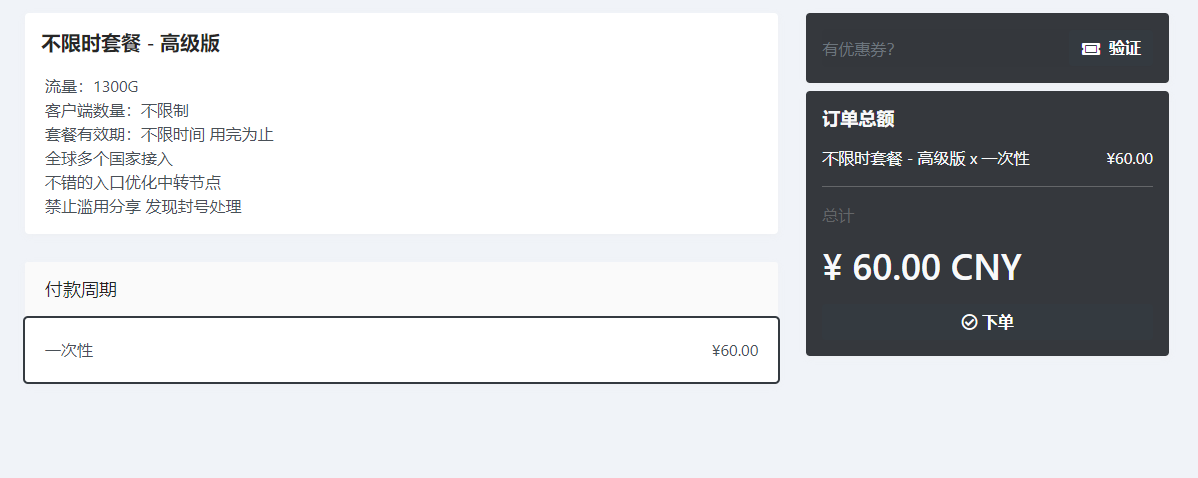 不限时套餐 - 高级版
流量：1300G
客户端数量：不限制
套餐有效期：不限时间 用完为止
全球多个国家接入
不错的入口优化中转节点
禁止滥用分享 发现封号处理
付款周期
一次性 ¥60.00
有优惠券？ 验证
订单总额
不限时套餐 - 高级版 x 一次性 ¥60.00
总计
¥ 60.00 CNY
下单